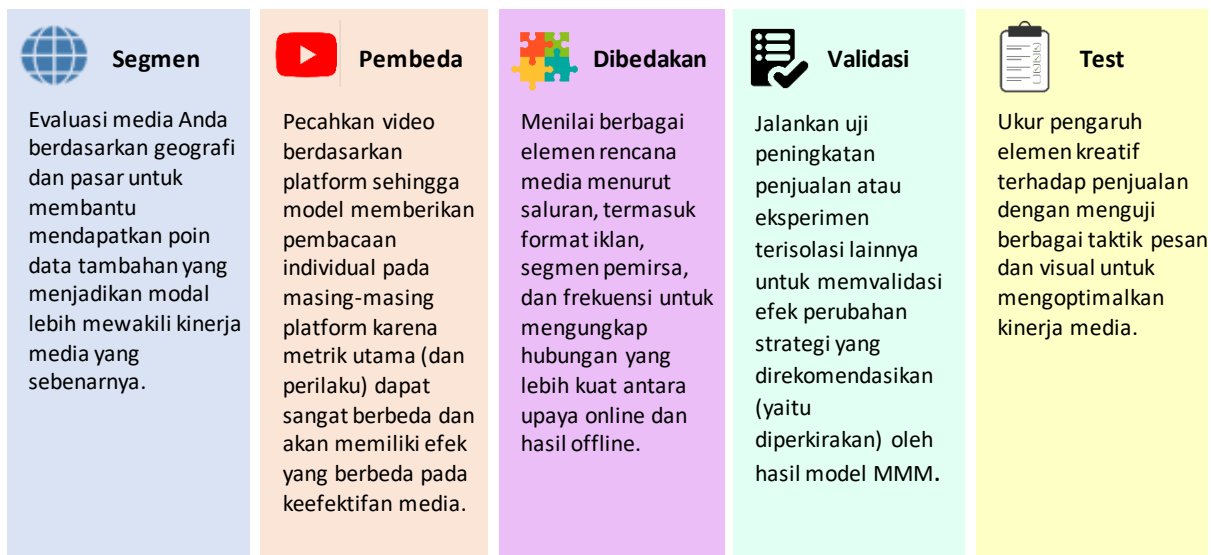 Segmen
Evaluasi media Anda
berdasarkan geografi
dan pasar untuk
membantu
mendapatkan poin
data tambahan yang
menjadikan modal
lebih mewakili kinerja
media yang
sebenarnya.
Pembeda
Pecahkan video
berdasarkan
platform sehingga
model memberikan
pembacaan
individual pada
masing-masing
platform karena
metrik utama (dan
perilaku) dapat
sangat berbeda dan
akan memiliki efek
yang berbeda pada
keefektifan media.
Dibedakan
Menilai berbagai
elemen rencana
media menurut
saluran, termasuk
format iklan,
segmen pemirsa,
dan frekuensi untuk
mengungkap
hubungan yang
lebih kuat antara
upaya online dan
hasil offline.
Validasi
Jalankan uji
peningkatan
penjualan atau
eksperimen
terisolasi lainnya
untuk memvalidasi
efek perubahan
strategi yang
direkomendasikan
(yaitu
diperkirakan) oleh
hasil model MMM.
Test
Ukur pengaruh
elemen kreatif
terhadap penjualan
dengan menguji
berbagai taktik pesan
dan visual untuk
mengoptimalkan
kinerja media.